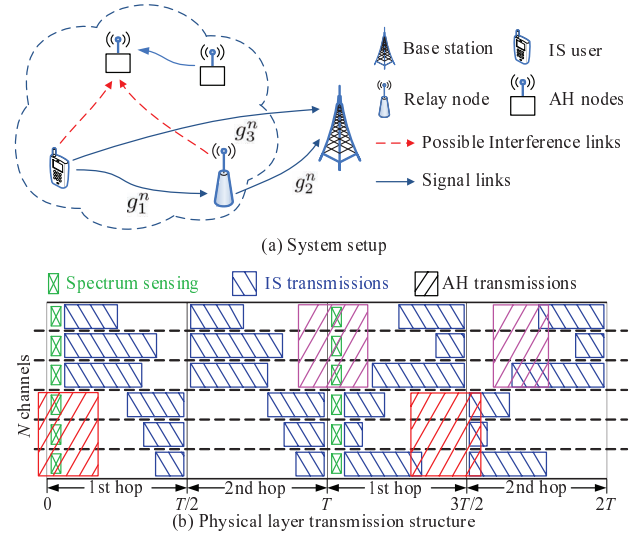 Base station
IS user
Relay node
AH nodes
Possible Interference links
Signal links
g_3^n
g_1^n
g_2^n
(a) System setup
Spectrum sensing
IS transmissions
AH transmissions
N channels
1st hop
2nd hop
1st hop
2nd hop
0
T/2
T
3T/2
2T
(b) Physical layer transmission structure